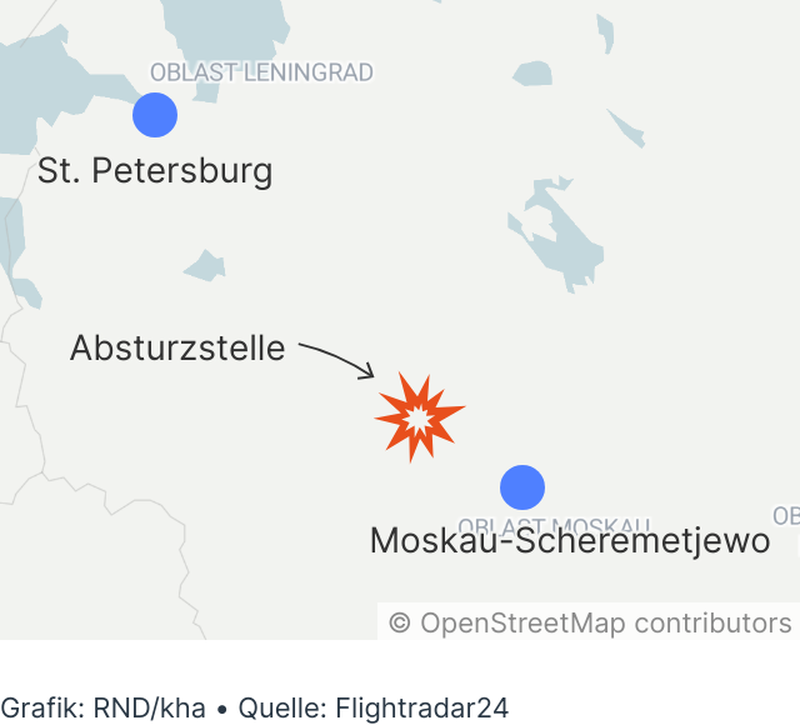 OBLAST LENINGRAD
St. Petersburg
Absturzstelle
OB
OBLAST MOSKAU
Moskau-Scheremetjewo
© OpenStreetMap contributors
Grafik: RND/kha • Quelle: Flightradar24